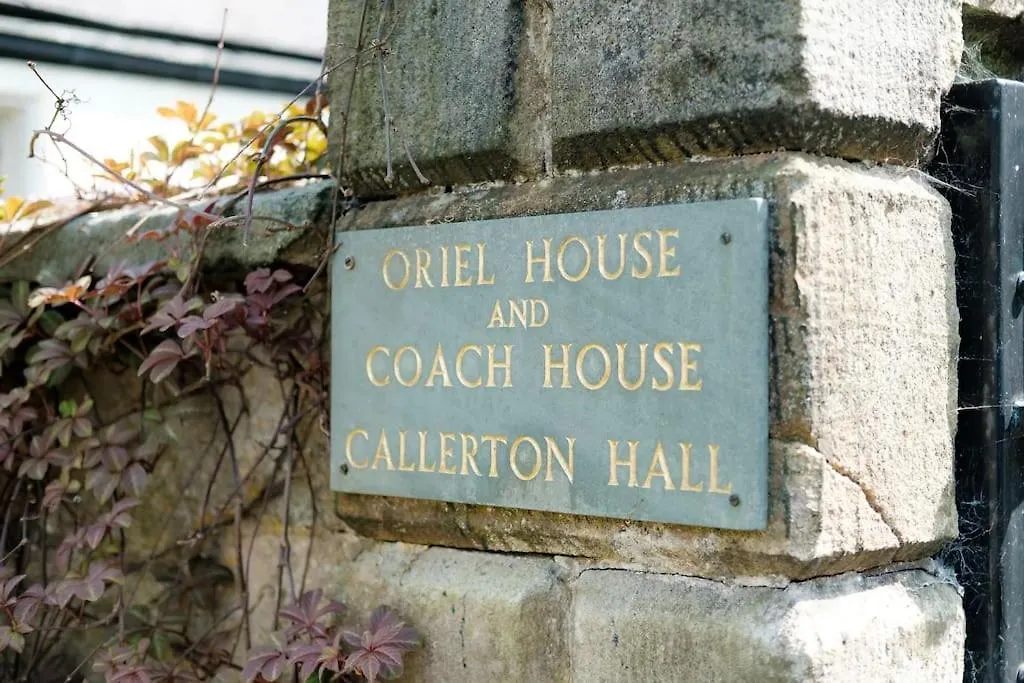 ORIEL HOUSE
AND
COACH HOUSE
CALLERTON HALL